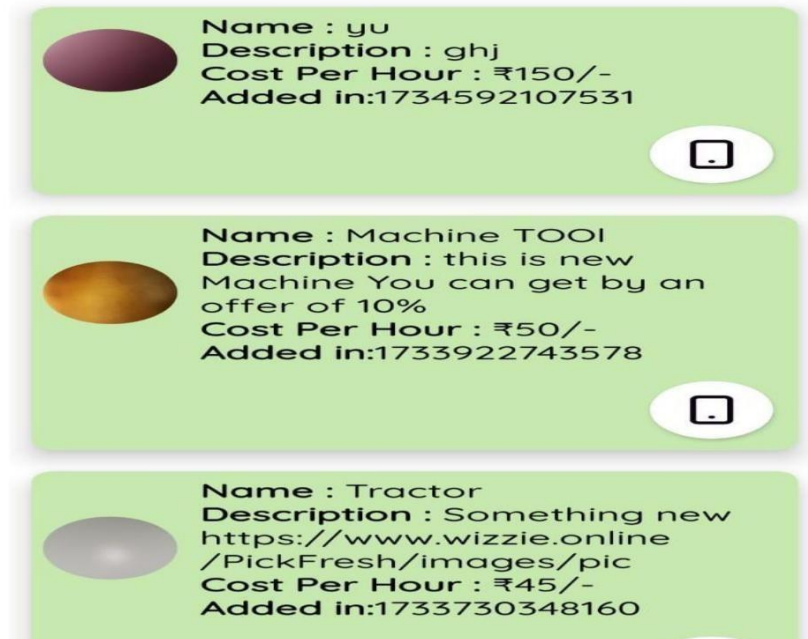 Name : yu
Description : ghj
Cost Per Hour : ₹150/-
Added in:1734592107531
Name : Machine TOOl
Description : this is new
Machine You can get by an
offer of 10%
Cost Per Hour : ₹50/-
Added in:1733922743578
Name : Tractor
Description : Something new
https://www.wizzie.online
/PickFresh/images/pic
Cost Per Hour : ₹45/-
Added in:1733730348160